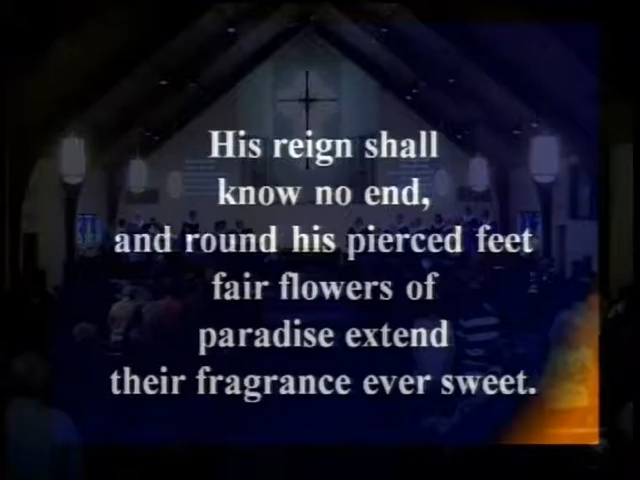 His reign shall
know no end,
and round his pierced feet
fair flowers of
paradise extend
their fragrance ever sweet.